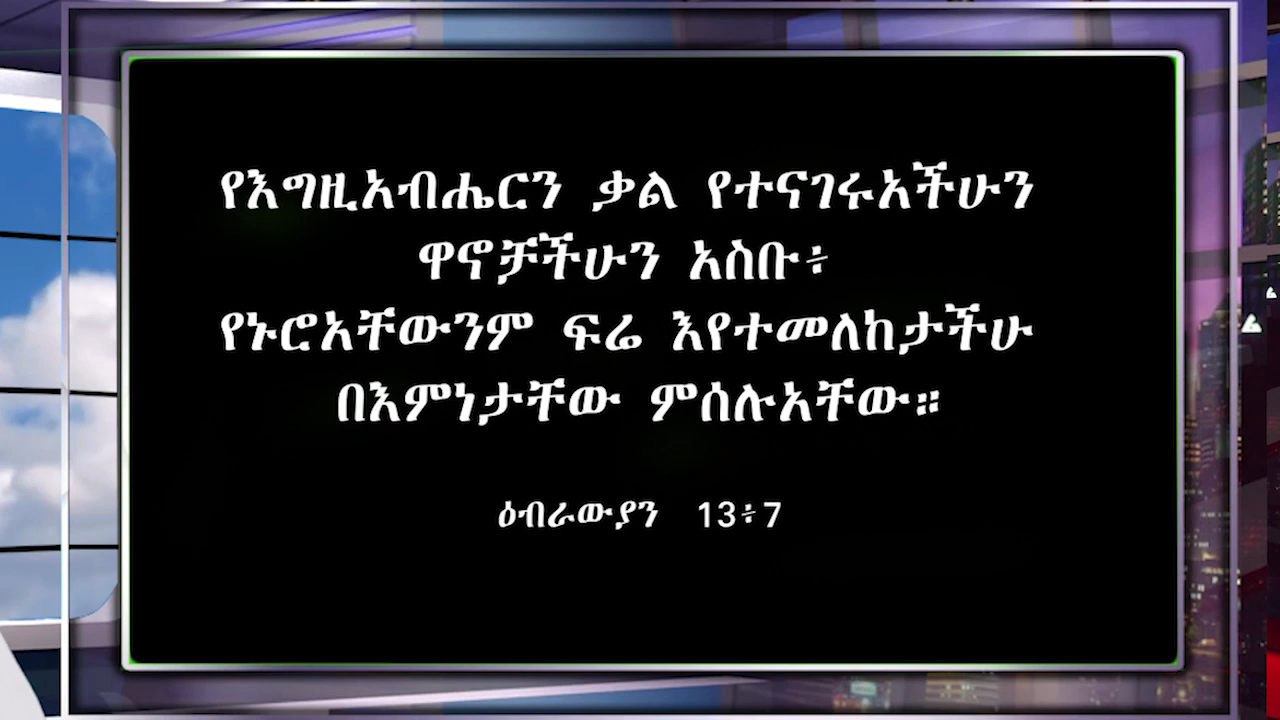 የእግዚአብሔርን ቃል የተናገሩአችሁን
ዋኖቻችሁን አስቡ፥
የኑሮአቸውንም ፍሬ እየተመለከታችሁ
በእምነታቸው ምሰሉአቸው።
ዕብራውያን 13፥7